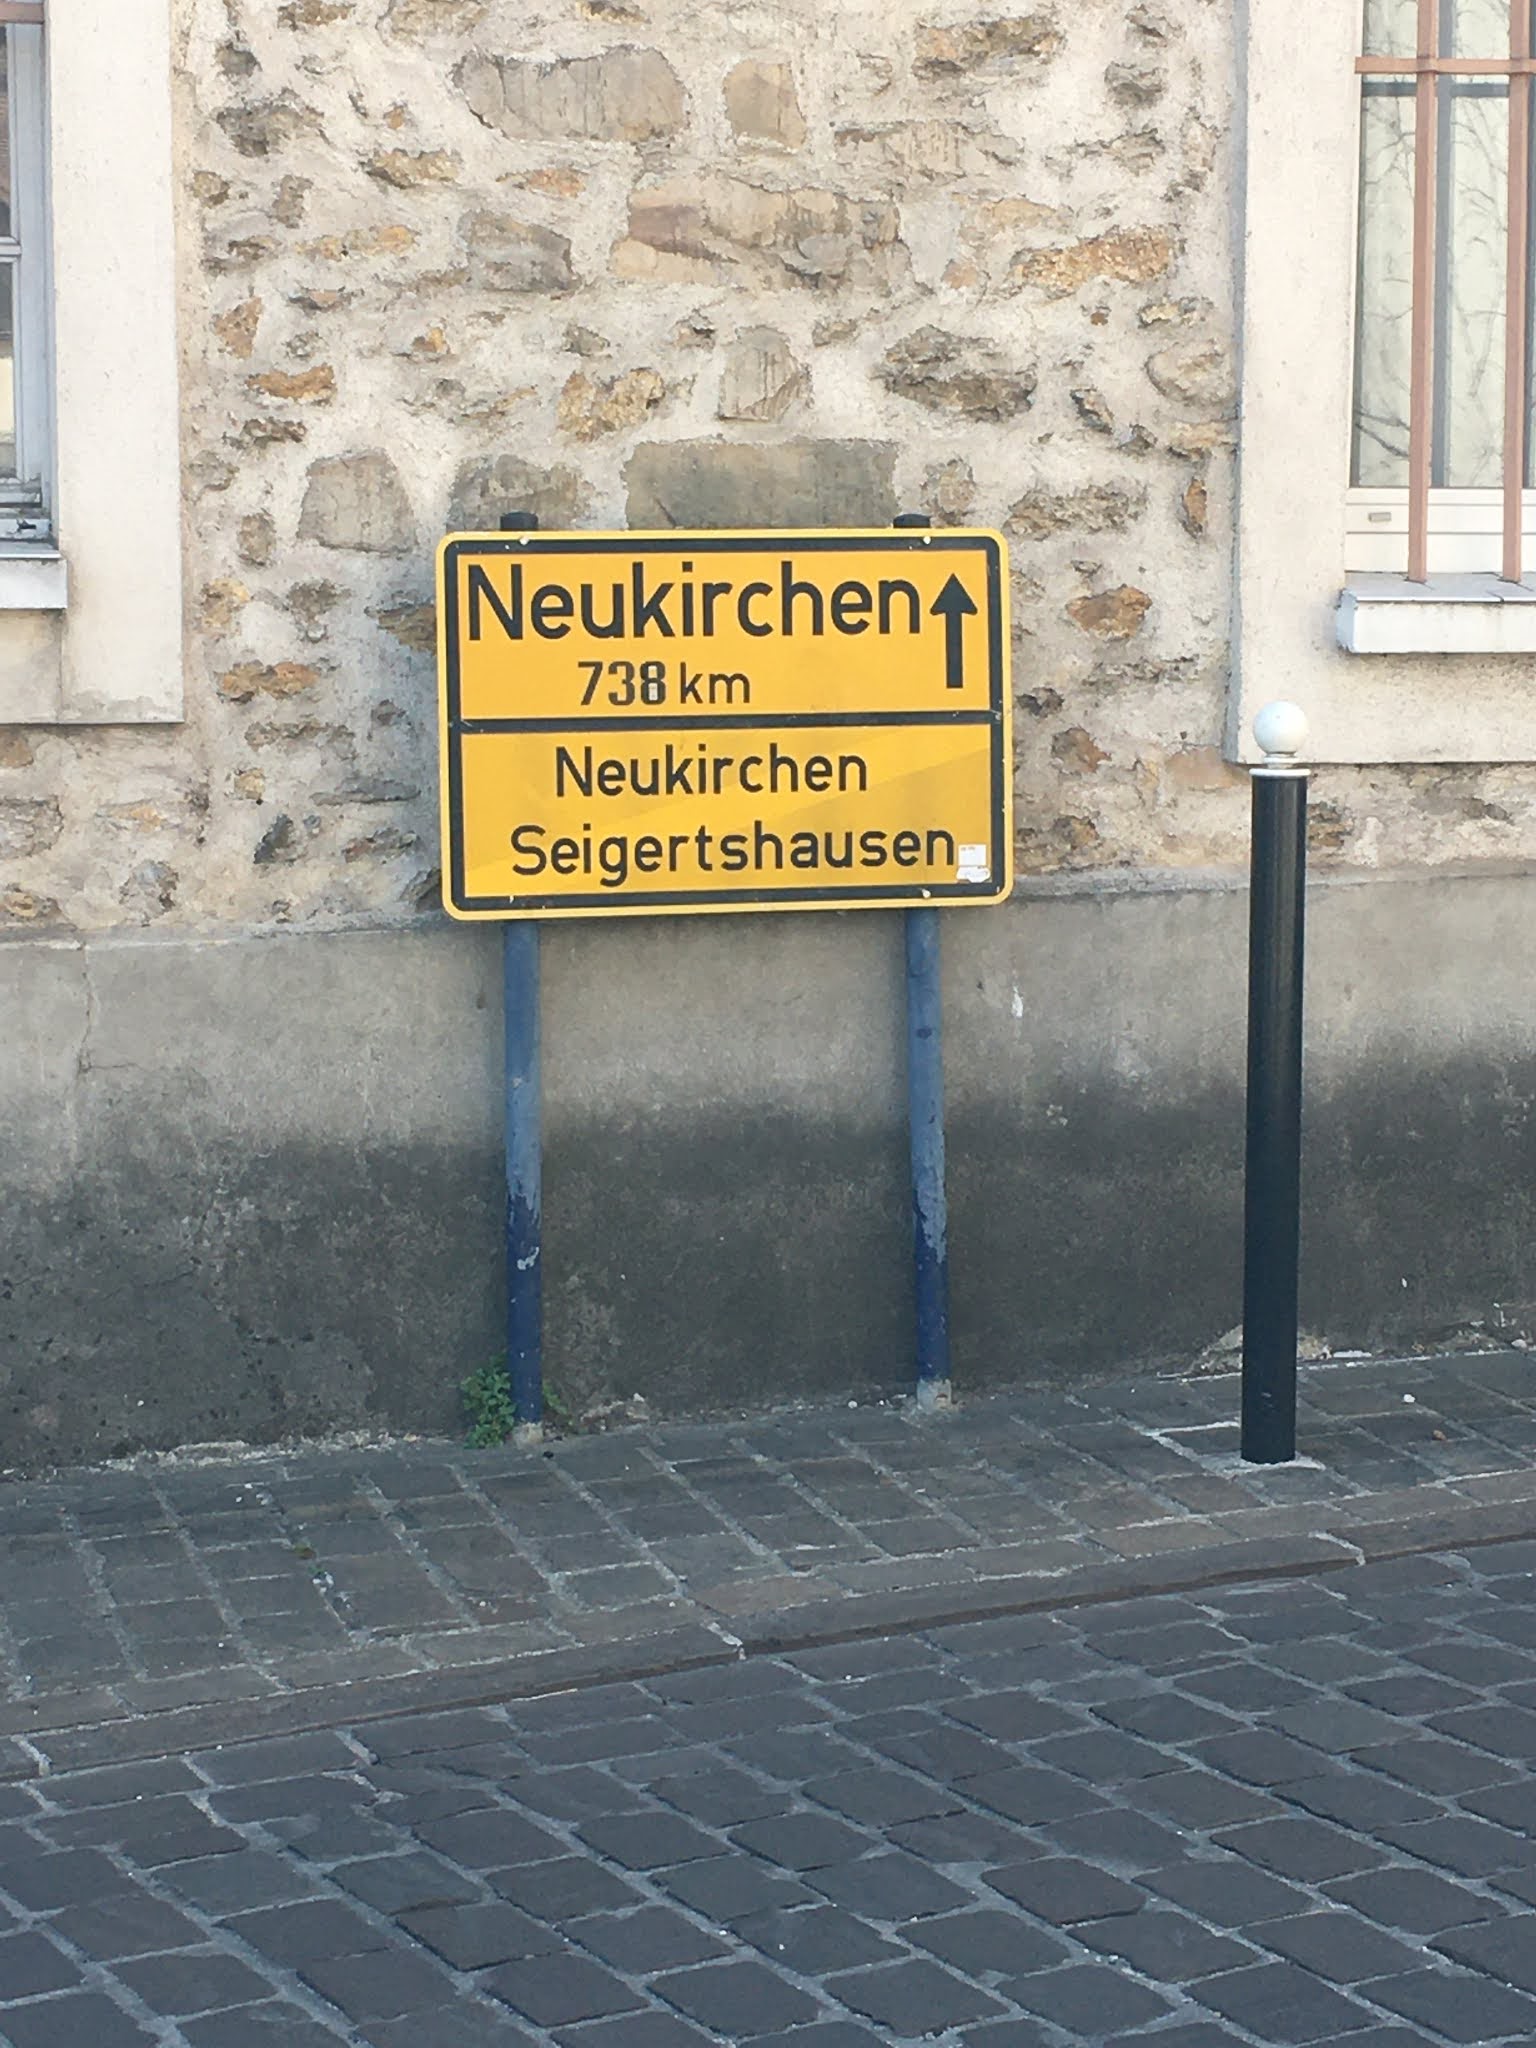 Neukirchen ↑
738 km
Neukirchen
Seigertshausen